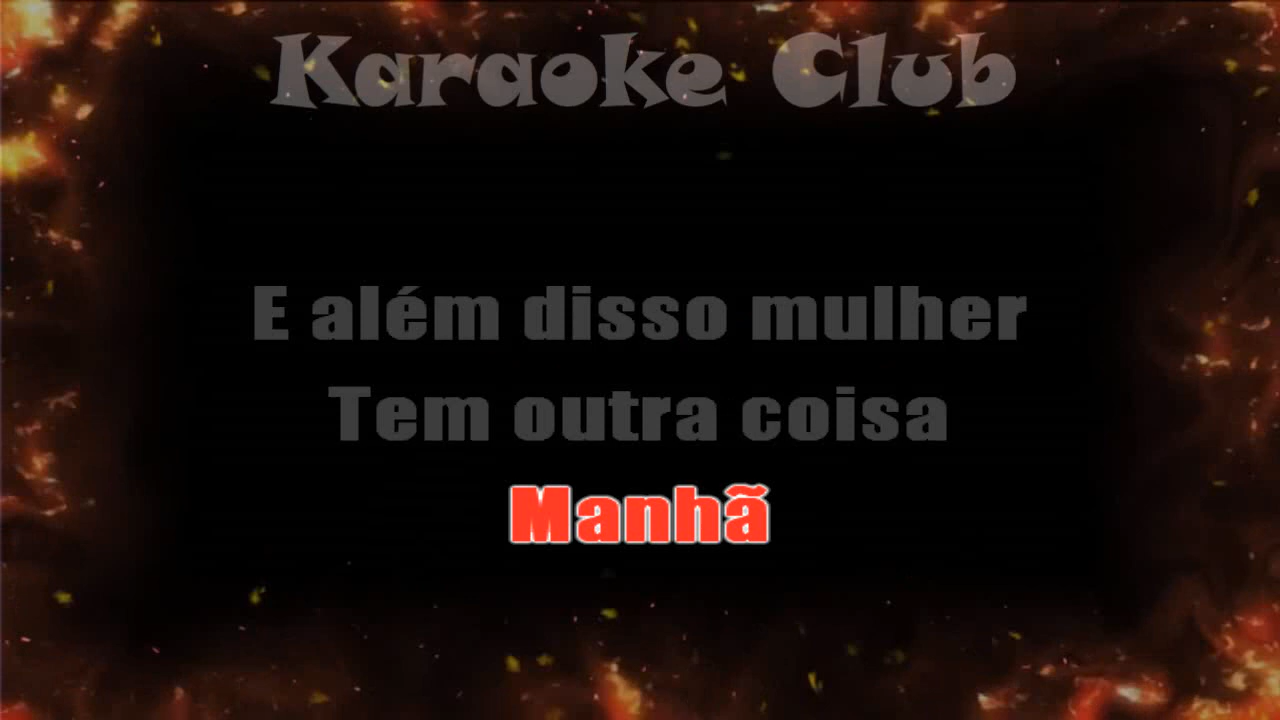 Karaoke Club
E além disso mulher
Tem outra coisa
Manhã